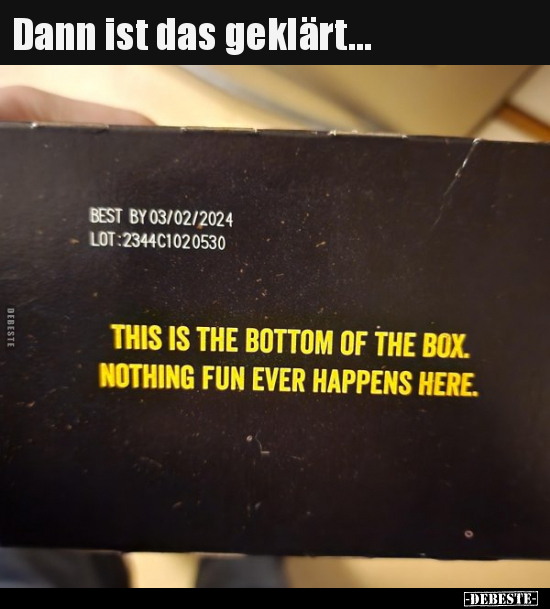 Dann ist das geklärt...
BEST BY 03/02/2024
LOT:2344C1020530
DEBESTE
THIS IS THE BOTTOM OF THE BOX.
NOTHING FUN EVER HAPPENS HERE.
-DEBESTE-